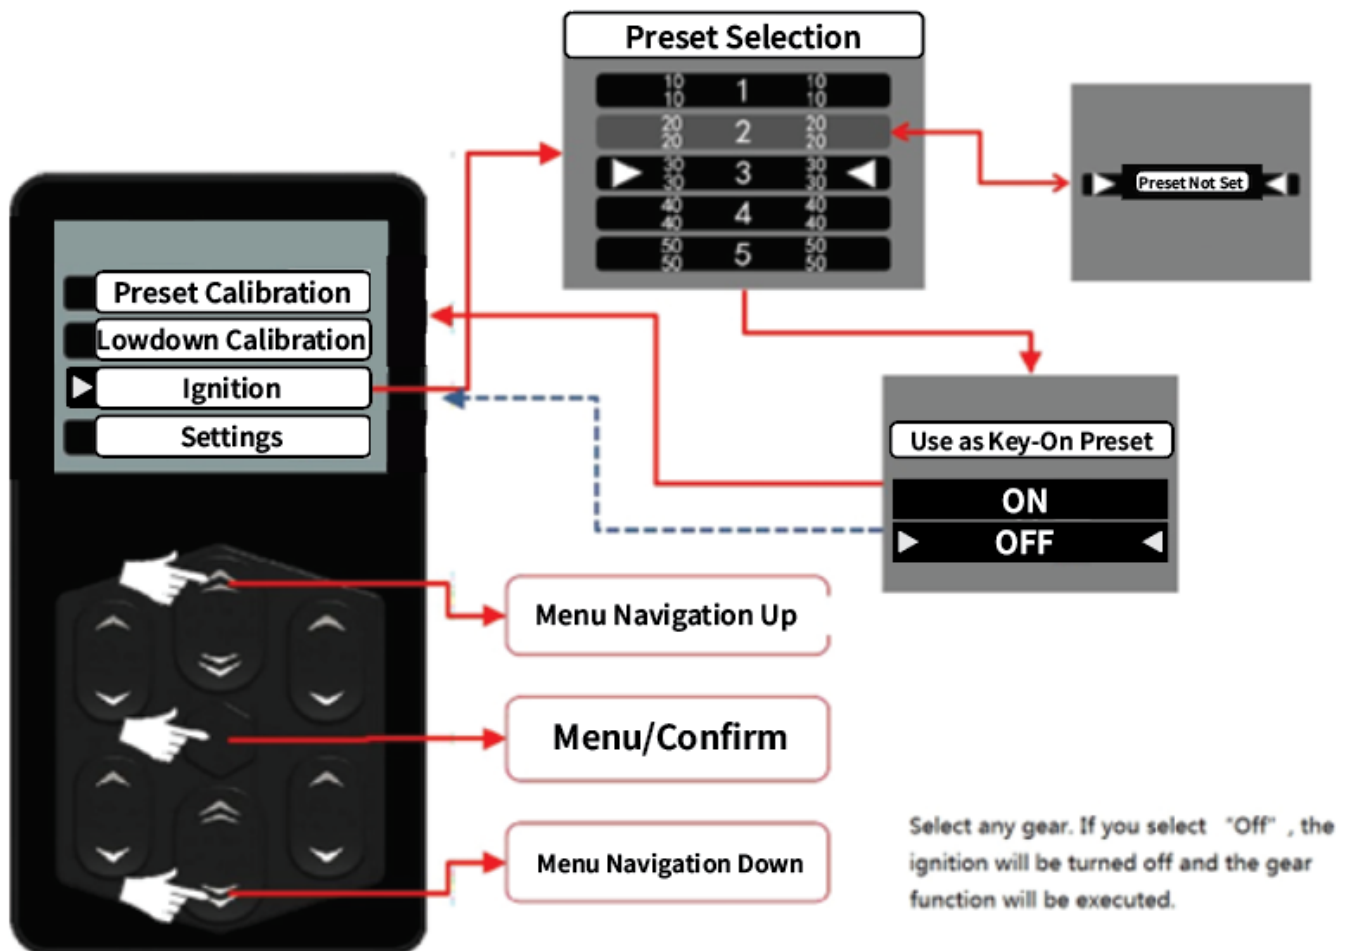 Preset Selection
10 1 10
10 10
20 2 20
20 20
30 3 30
30 30
40 4 40
40 40
50 5 50
50 50
Preset Not Set
Preset Calibration
Lowdown Calibration
Ignition
Settings
Use as Key-On Preset
ON
OFF
Menu Navigation Up
Menu/Confirm
Menu Navigation Down
Select any gear. If you select “Off”, the
ignition will be turned off and the gear
function will be executed.